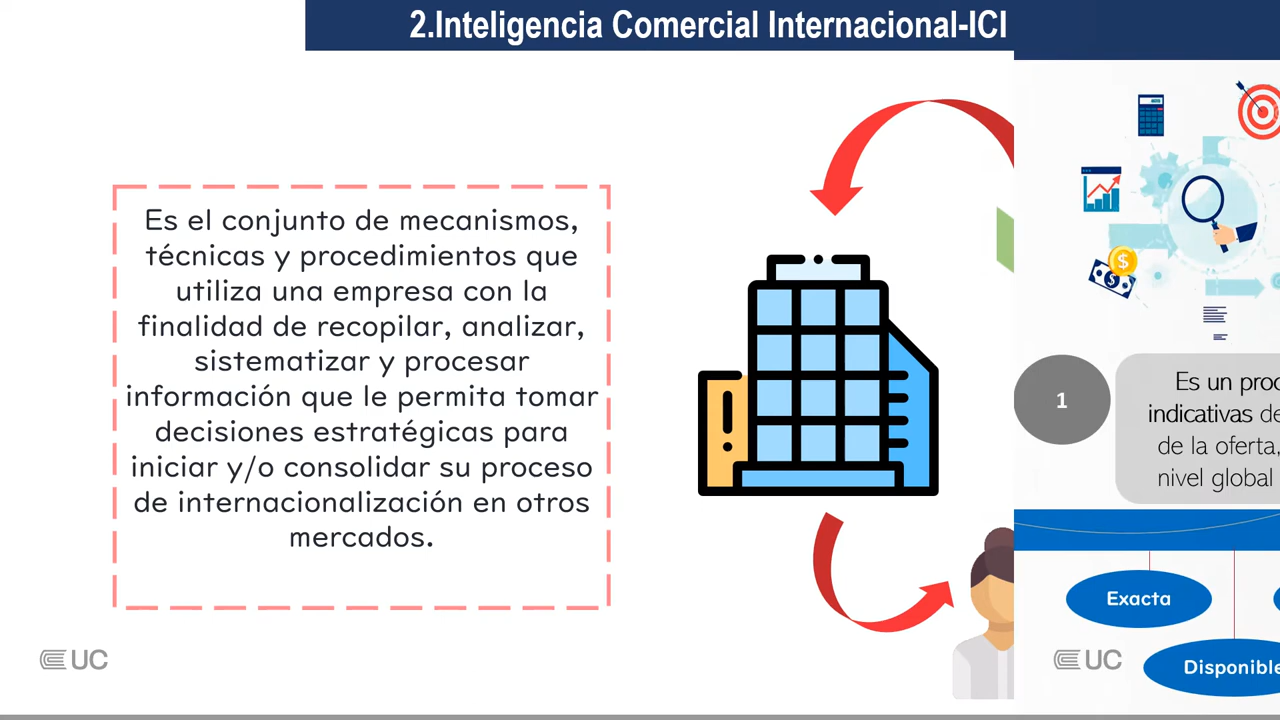 2.Inteligencia Comercial Internacional-ICI
Es el conjunto de mecanismos,
técnicas y procedimientos que
utiliza una empresa con la
finalidad de recopilar, analizar,
sistematizar y procesar
información que le permita tomar
decisiones estratégicas para
iniciar y/o consolidar su proceso
de internacionalización en otros
mercados.
UC
1
Es un proc
indicativas de
de la oferta,
nivel global
Exacta
Disponible
UC